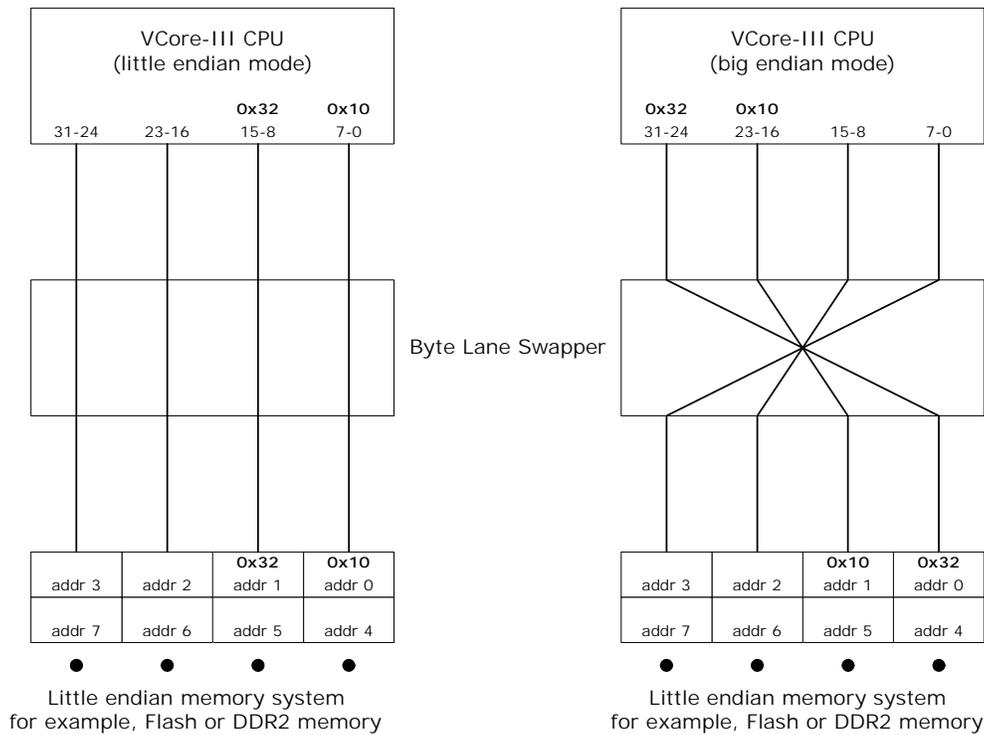 VCore-III CPU
(little endian mode)
0x32 0x10
31-24 23-16 15-8 7-0
VCore-III CPU
(big endian mode)
0x32 0x10
31-24 23-16 15-8 7-0
Byte Lane Swapper
0x32 0x10
addr 3 addr 2 addr 1 addr 0
addr 7 addr 6 addr 5 addr 4
Little endian memory system
for example, Flash or DDR2 memory
0x10 0x32
addr 3 addr 2 addr 1 addr 0
addr 7 addr 6 addr 5 addr 4
Little endian memory system
for example, Flash or DDR2 memory